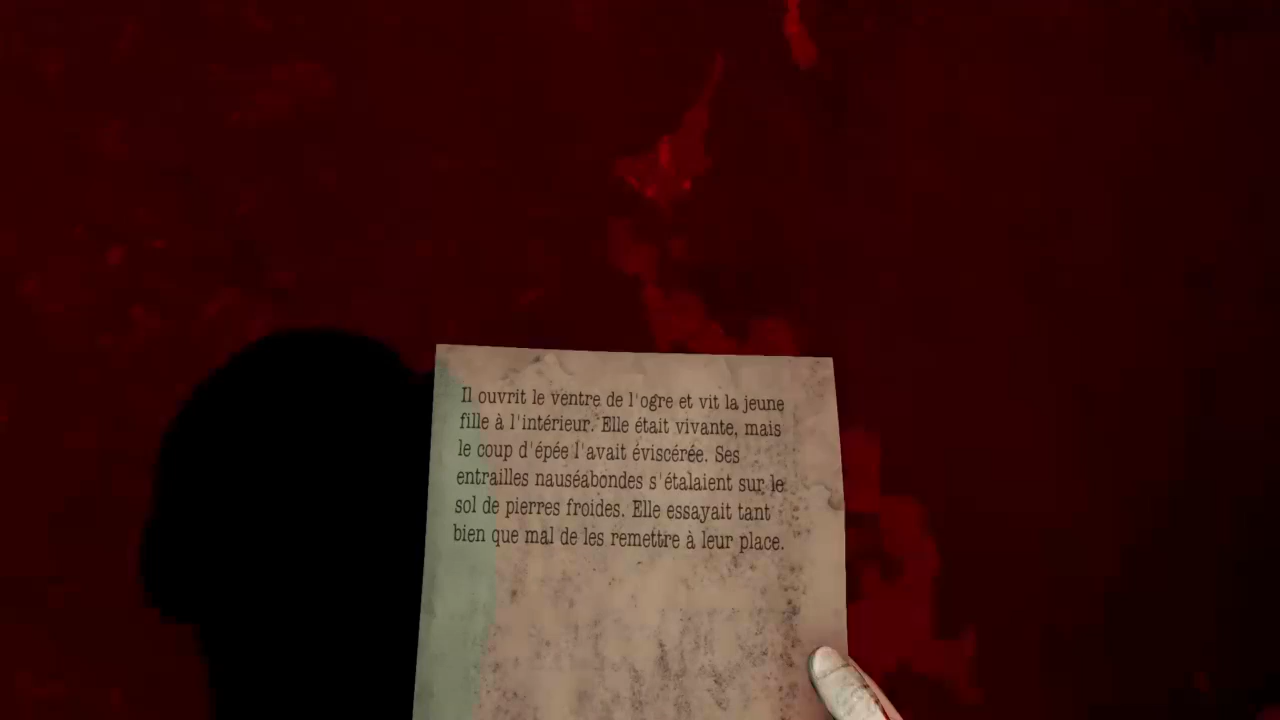 Il ouvrit le ventre de l'ogre et vit la jeune
fille à l'intérieur. Elle était vivante, mais
le coup d'épée l'avait éviscérée. Ses
entrailles nauséabondes s'étalaient sur le
sol de pierres froides. Elle essayait tant
bien que mal de les remettre à leur place.